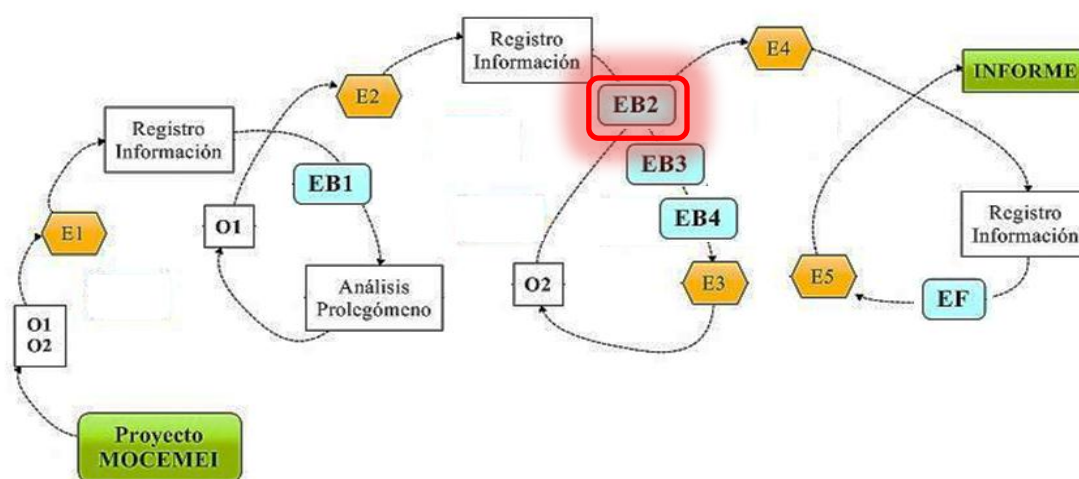 Proyecto
MOCEMEI
O1
O2
E1
Registro
Información
EB1
Análisis
Prolegómeno
O1
E2
Registro
Información
EB2
EB3
EB4
E3
O2
E4
Registro
Información
EF
E5
INFORME